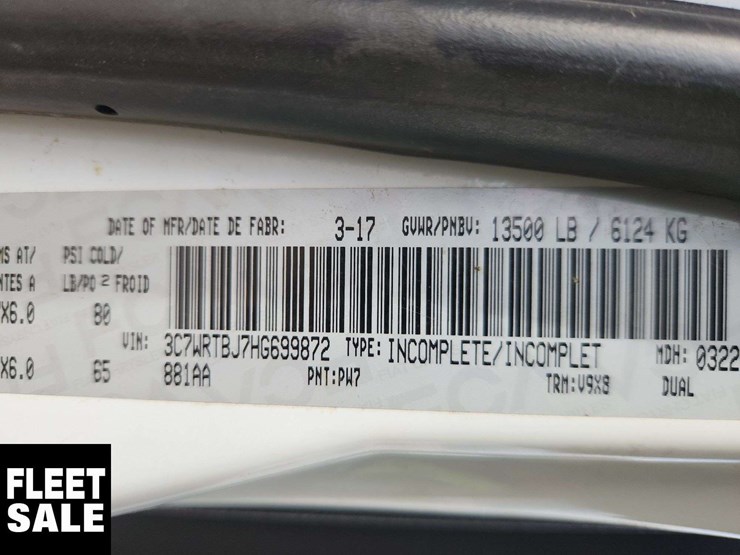 DATE OF MFR/DATE DE FABR: 3-17 GVWR/PNBV: 13500 LB / 6124 KG
MS AT/ PSI COLD/
NTES A LB/PO 2 FROID
X6.0 80
VIN: 3C7WRTBJ7HG699872 TYPE: INCOMPLETE/INCOMPLET MDH: 0322
X6.0 65 881AA PNT:PW7 TRM:V9X8 DUAL
FLEET
SALE